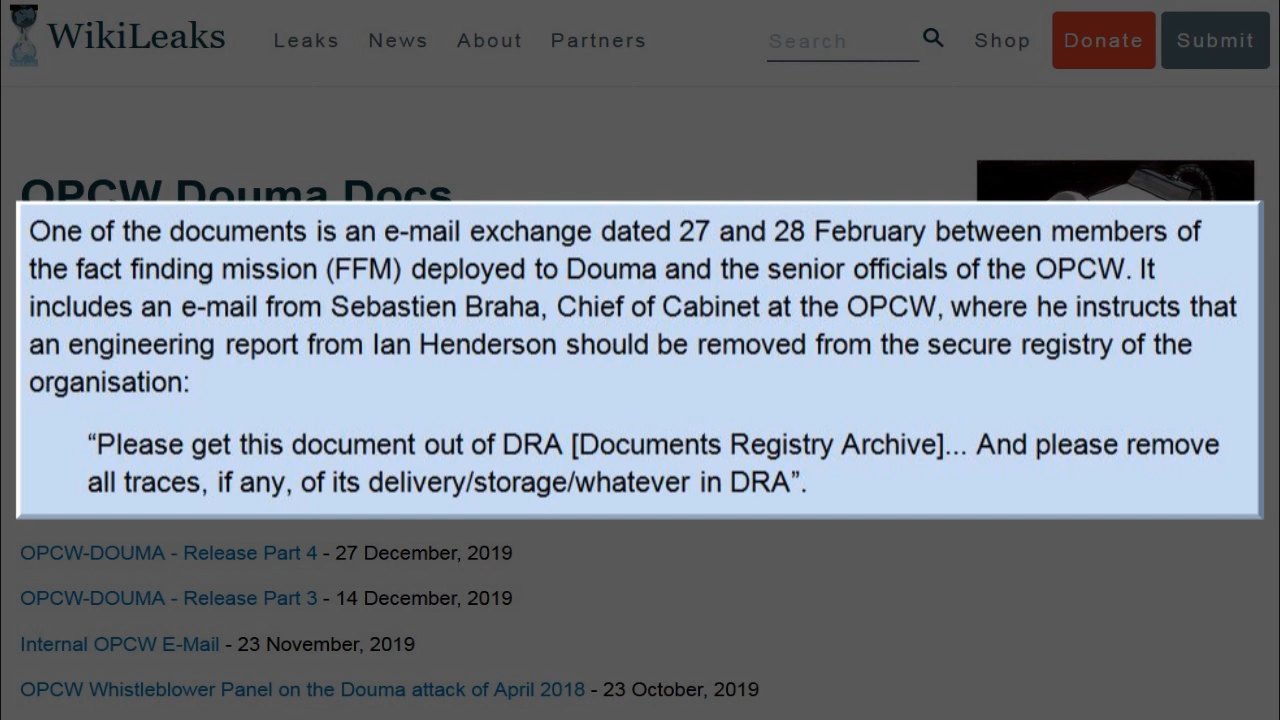 WikiLeaks
Leaks News About Partners
Search
Shop
Donate
Submit
OPCW Douma Docs
One of the documents is an e-mail exchange dated 27 and 28 February between members of
the fact finding mission (FFM) deployed to Douma and the senior officials of the OPCW. It
includes an e-mail from Sebastien Braha, Chief of Cabinet at the OPCW, where he instructs that
an engineering report from Ian Henderson should be removed from the secure registry of the
organisation:
“Please get this document out of DRA [Documents Registry Archive]... And please remove
all traces, if any, of its delivery/storage/whatever in DRA”.
OPCW-DOUMA - Release Part 4 - 27 December, 2019
OPCW-DOUMA - Release Part 3 - 14 December, 2019
Internal OPCW E-Mail - 23 November, 2019
OPCW Whistleblower Panel on the Douma attack of April 2018 - 23 October, 2019